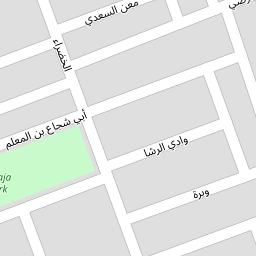 معن السعدي
الخضراء
أبي شجاع بن المعلم
وادي الرشا
وبرة